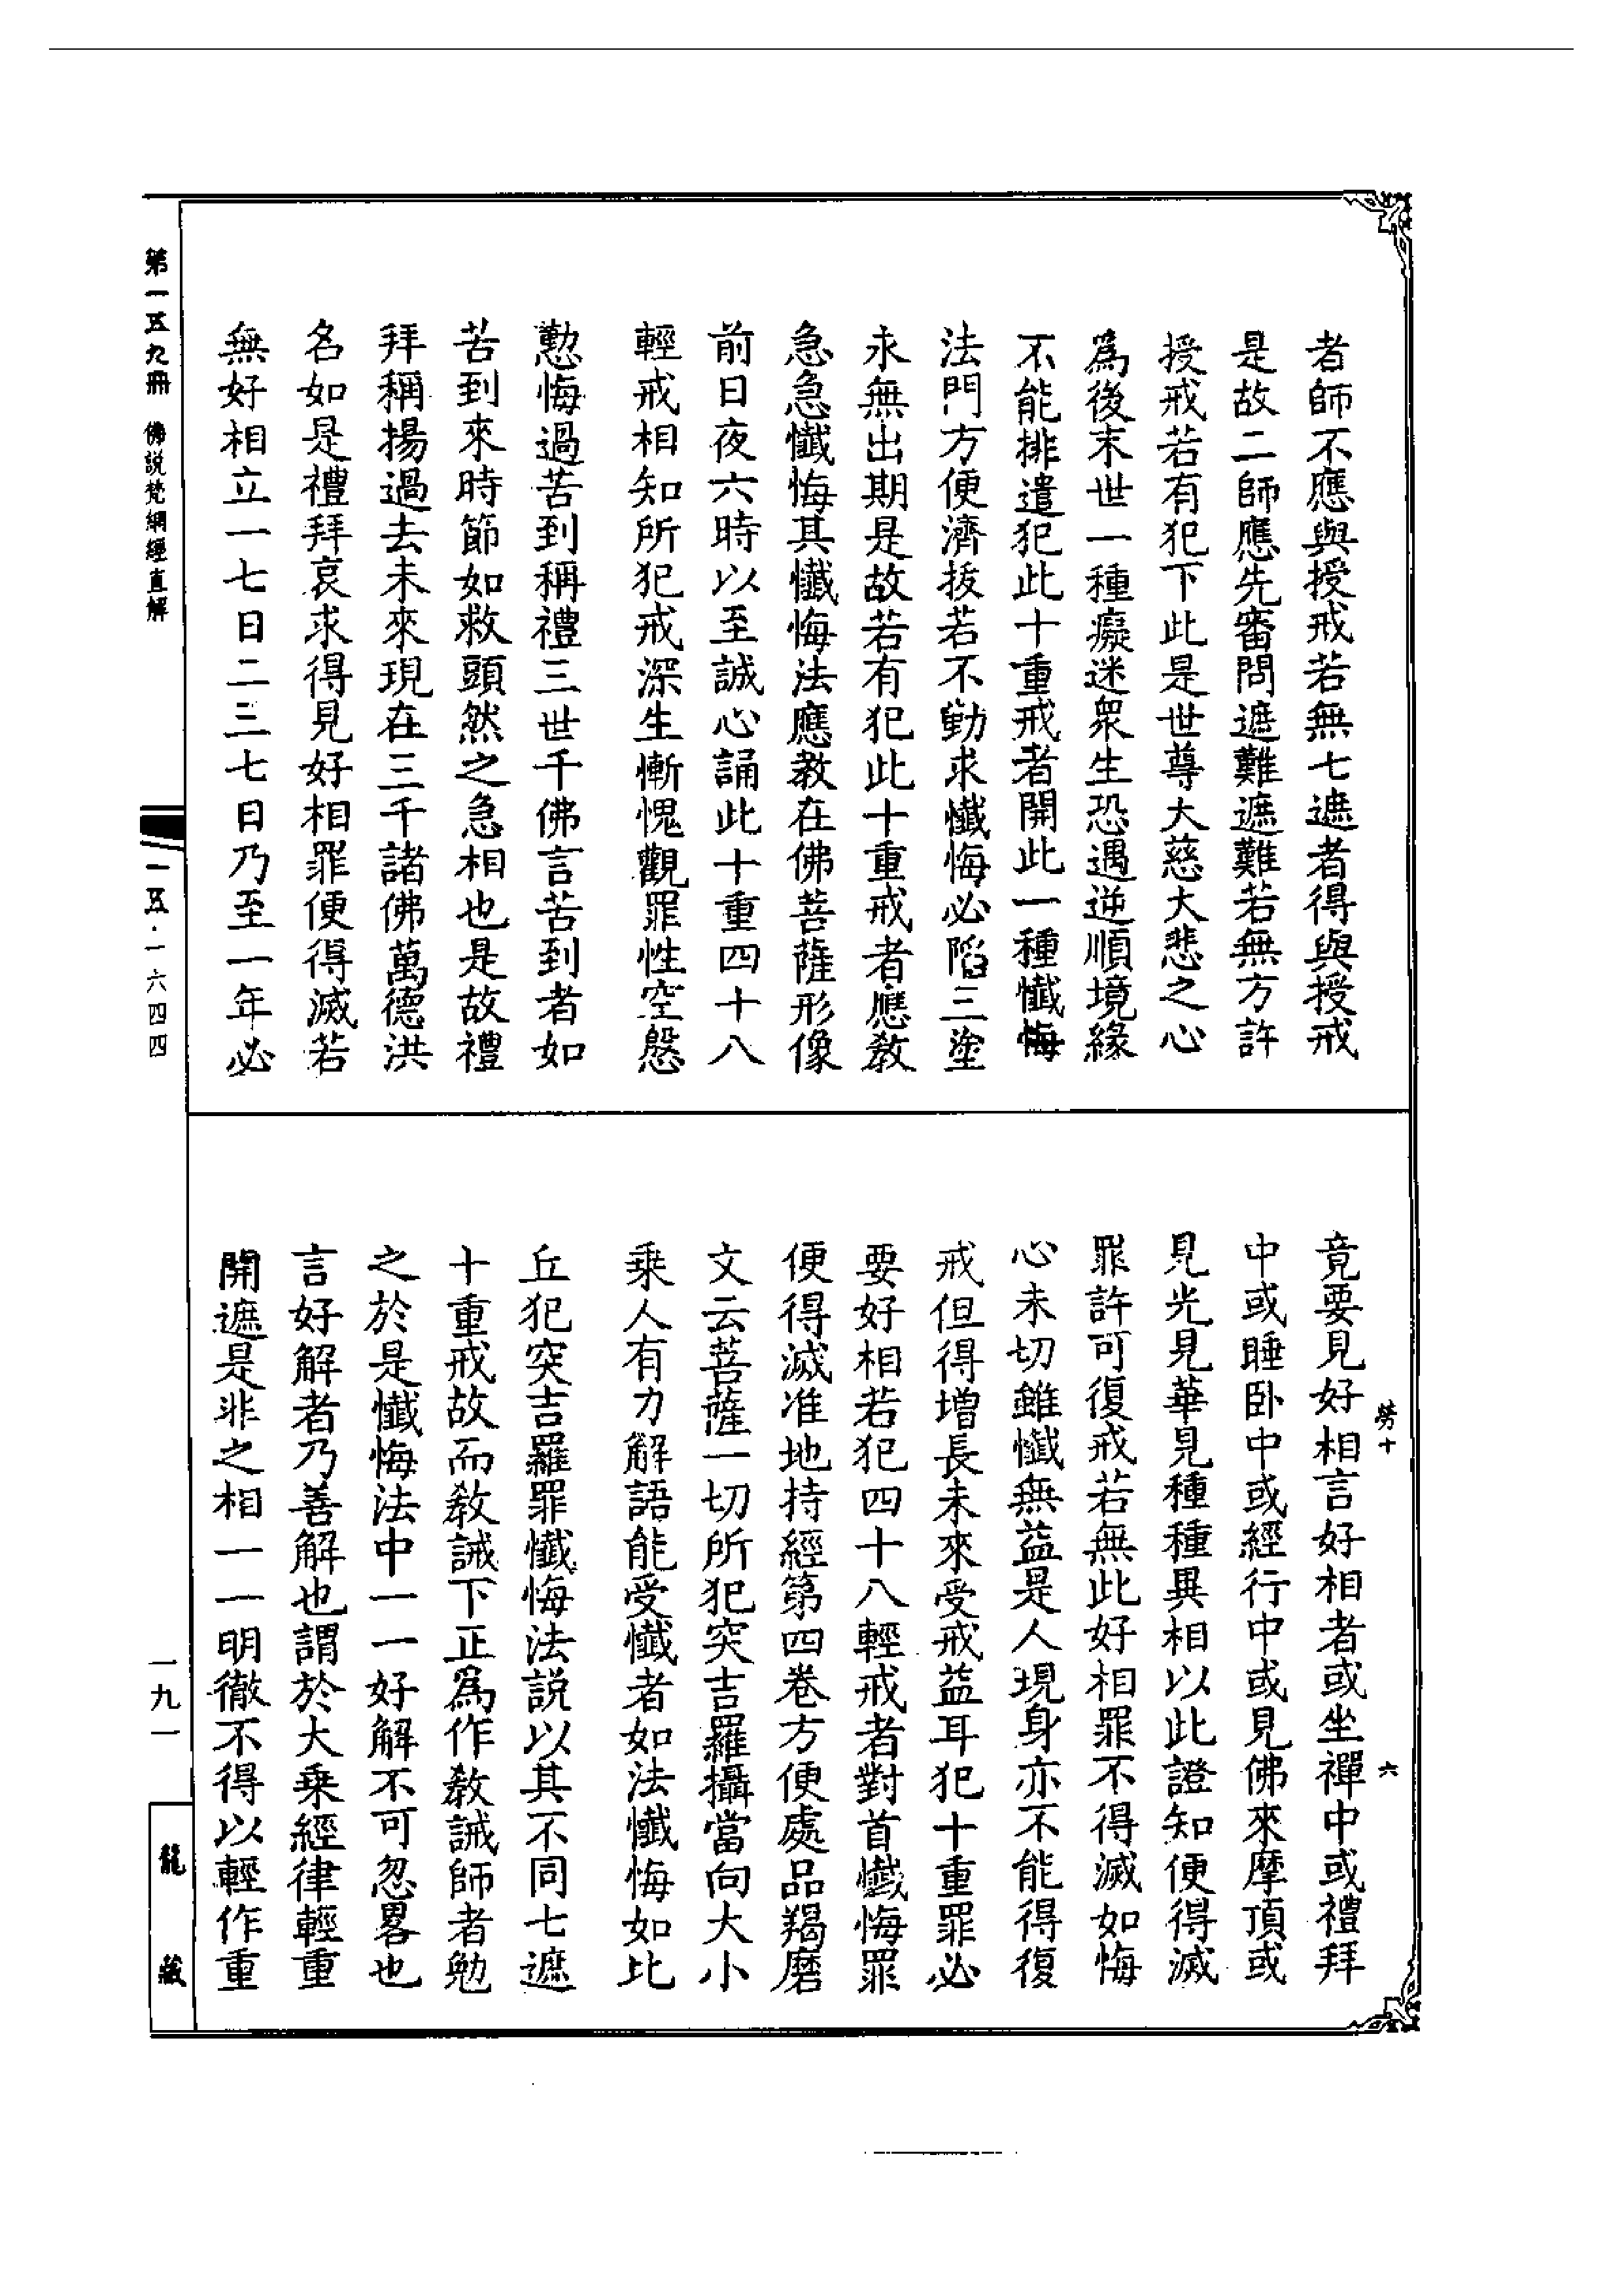 者師不應與授戒若無七遮者得與授戒
是故二師應先審問遮難遮難若無方許
授戒若有犯下此是世尊大慈大悲之心
為後末世一種癡迷眾生恐遇逆順境緣
不能排遣犯此十重戒者開此一種懺悔
法門方便濟拔若不勤求懺悔必陷三塗
永無出期是故若有犯此十重戒者應教
急急懺悔其懺悔法應教在佛菩薩形像
前日夜六時以至誠心誦此十重四十八
輕戒相知所犯戒深生慚愧觀罪性空慇
懃悔過苦到稱禮三世千佛言苦到者如
苦到來時節如救頭然之急相也是故禮
拜稱揚過去未來現在三千諸佛萬德洪
名如是禮拜哀求得見好相罪便得滅若
無好相立一七日二三七日乃至一年必
竟要見好相言好相者或坐禪中或禮拜
中或睡卧中或經行中或見佛來摩頂或
見光見華見種種異相以此證知便得滅
罪許可復戒若無此好相罪不得滅如悔
心未切雖懺無益是人現身亦不能得復
戒但得增長未來受戒益耳犯十重罪必
要好相若犯四十八輕戒者對首懺悔罪
便得滅准地持經第四卷方便處品羯磨
文云菩薩一切所犯突吉羅攝當向大小
乘人有力解語能受懺者如法懺悔如比
丘犯突吉羅罪懺悔法說以其不同七遮
十重戒故而教誡下正為作教誡師者勉
之於是懺悔法中一一好解不可忽畧也
言好解者乃善解也謂於大乘經律輕重
開遮是非之相一一明徹不得以輕作重
勞十
六
第一五九冊 佛説梵網經直解
一五·一六四四
一九一
龍藏